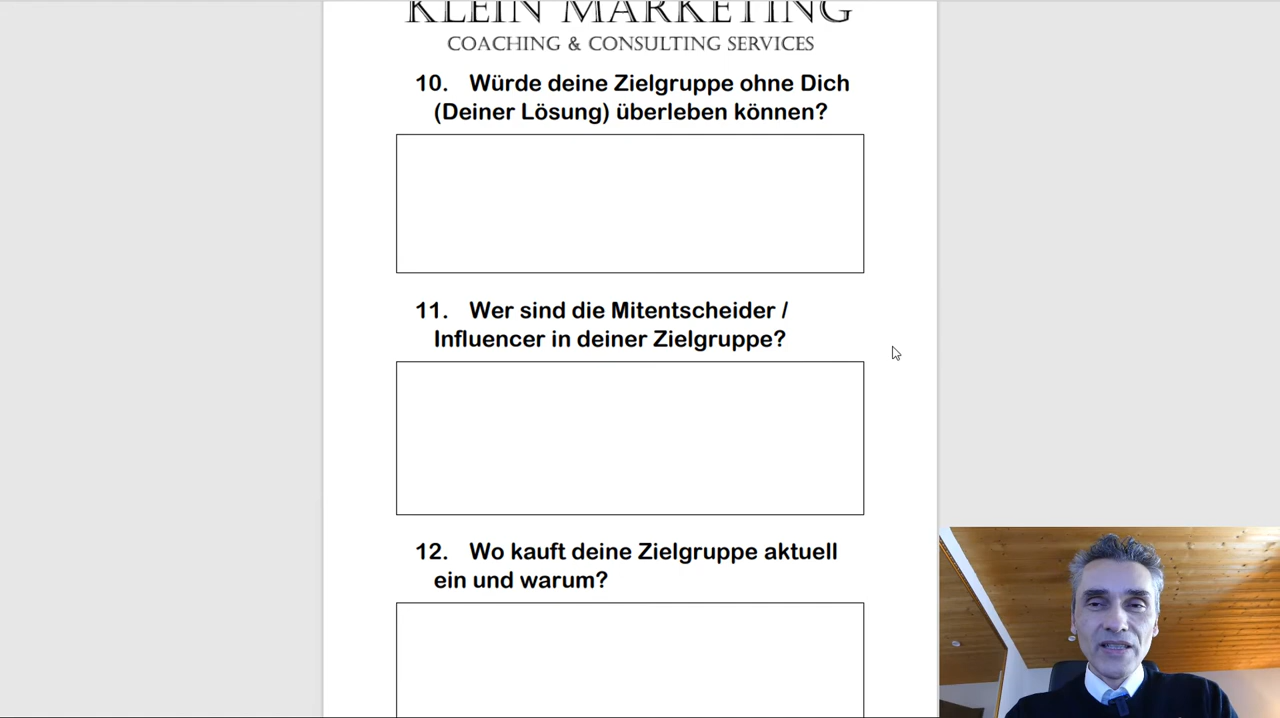 KLEIN MARKETING
COACHING & CONSULTING SERVICES
10. Würde deine Zielgruppe ohne Dich
(Deiner Lösung) überleben können?
11. Wer sind die Mitentscheider /
Influencer in deiner Zielgruppe?
12. Wo kauft deine Zielgruppe aktuell
ein und warum?